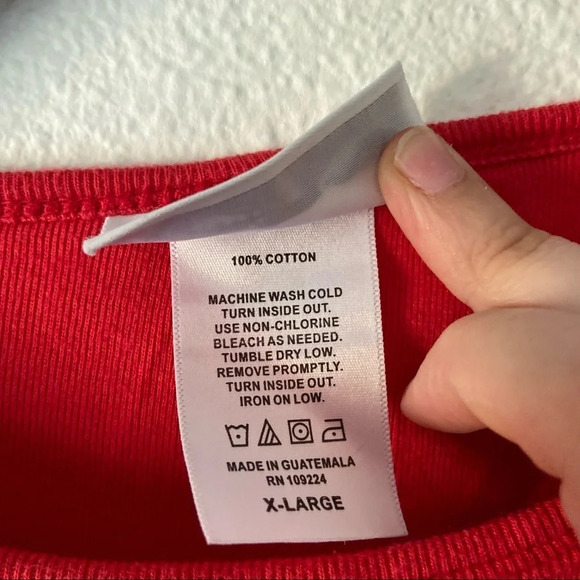 100% COTTON
MACHINE WASH COLD
TURN INSIDE OUT.
USE NON-CHLORINE
BLEACH AS NEEDED.
TUMBLE DRY LOW.
REMOVE PROMPTLY.
TURN INSIDE OUT.
IRON ON LOW.
MADE IN GUATEMALA
RN 109224
X-LARGE